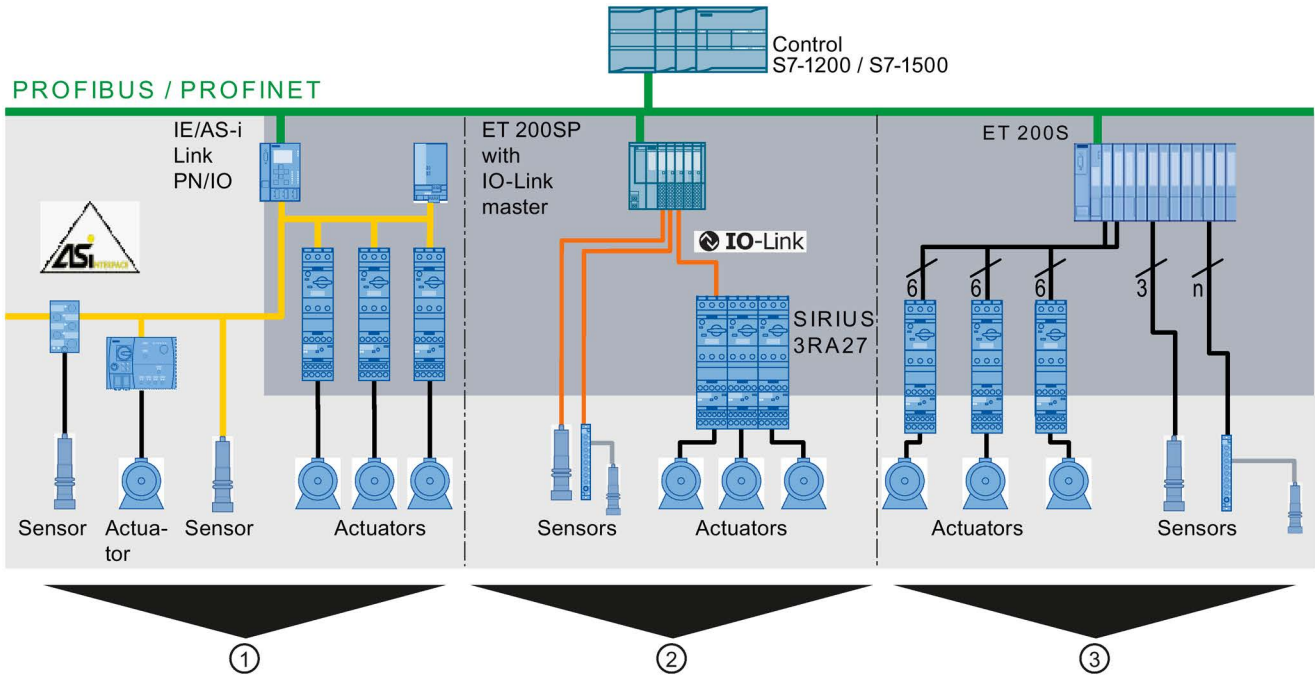 Control
S7-1200 / S7-1500
PROFIBUS / PROFINET
IE/AS-i
Link
PN/IO
ET 200SP
with
IO-Link
master
ET 200S
ASi
INTERFACE
IO-Link
6
6
6
3
n
SIRIUS
3RA27
Sensor
Actua-
tor
Sensor
Actuators
Sensors
Actuators
Actuators
Sensors
1
2
3